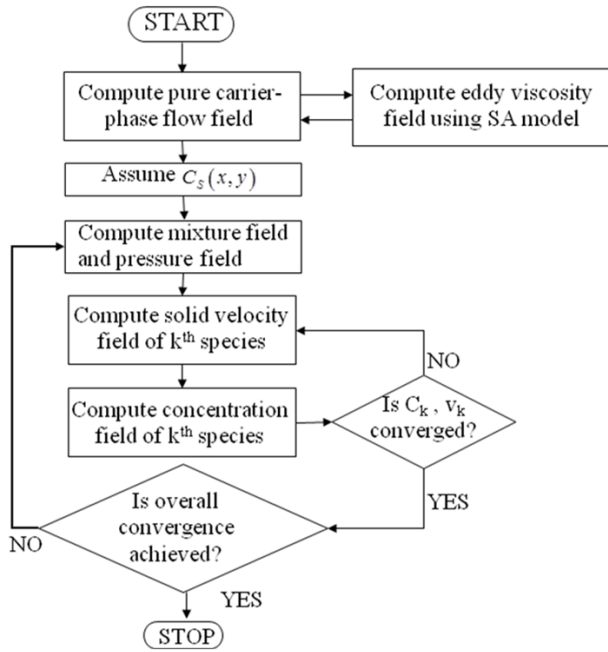 START
Compute pure carrier-
phase flow field
Compute eddy viscosity
field using SA model
Assume C_s(x, y)
Compute mixture field
and pressure field
Compute solid velocity
field of k^th species
NO
Compute concentration
field of k^th species
Is C_k , v_k
converged?
YES
Is overall
convergence
achieved?
NO
YES
STOP